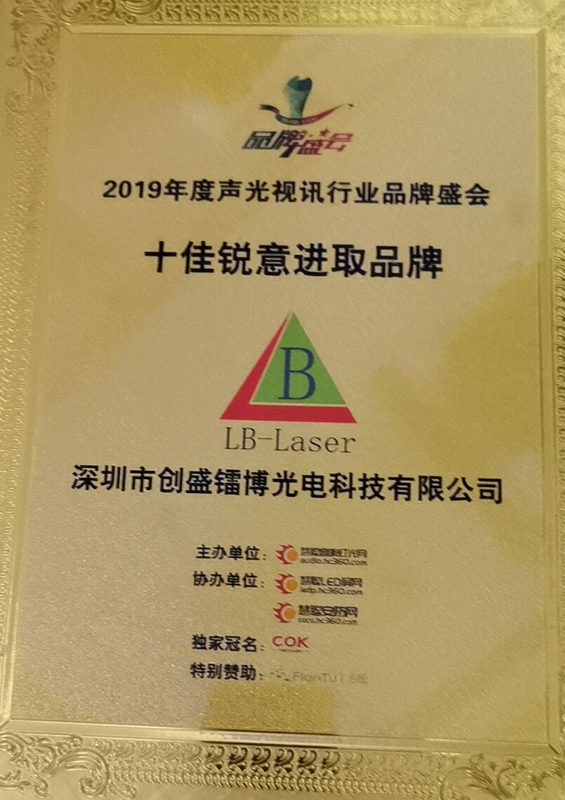 品牌盛会
2019年度声光视讯行业品牌盛会
十佳锐意进取品牌
B
LB-Laser
深圳市创盛镭博光电科技有限公司
主办单位：慧聪音响灯光网
audio.hc360.com
协办单位：慧聪LED屏网
ledp.hc360.com
慧聪安防网
secu.hc360.com
独家冠名：COK
特别赞助：